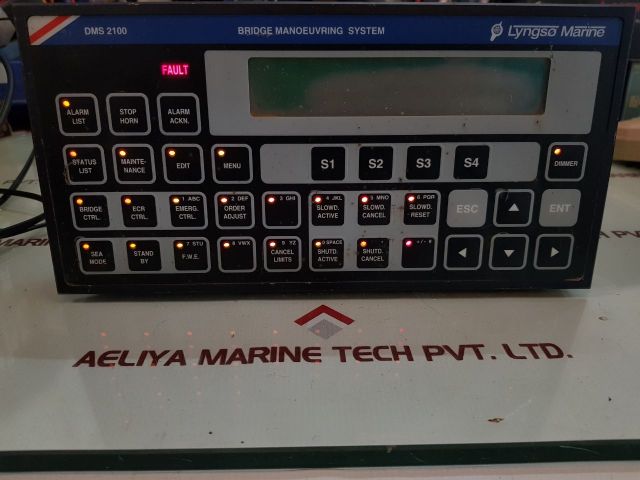 DMS 2100 BRIDGE MANOEUVRING SYSTEM Lyngsø Marine
FAULT
ALARM LIST
STOP HORN
ALARM ACKN.
STATUS LIST
MAINTE- NANCE
EDIT
MENU
S1 S2 S3 S4
DIMMER
BRIDGE CTRL.
ECR CTRL.
1 ABC EMERG. CTRL.
2 DEF ORDER ADJUST
3 GHI
4 JKL SLOWD. ACTIVE
5 MNO SLOWD. CANCEL
6 PQR SLOWD. RESET
ESC
ENT
SEA MODE
STAND BY
7 STU F.W.E.
8 VWX
9 YZ CANCEL LIMITS
0 SPACE SHUTD. ACTIVE
SHUTD. CANCEL
+/- #
AELIYA MARINE TECH PVT. LTD.